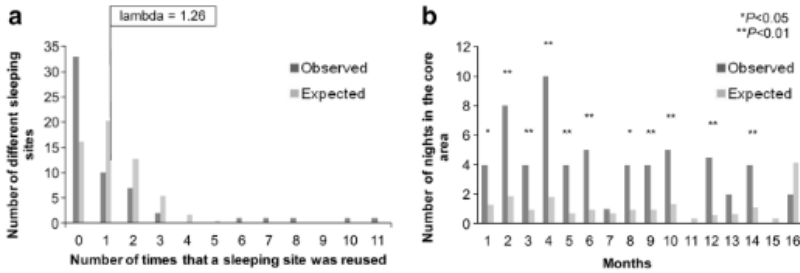 a
lambda = 1.26
Number of different sleeping
sites
35
30
25
20
15
10
5
0
Observed
Expected
0 1 2 3 4 5 6 7 8 9 10 11
Number of times that a sleeping site was reused
b
*P<0.05
**P<0.01
Number of nights in the core
area
12
10
8
6
4
2
0
Observed
Expected
* ** ** ** ** ** * ** ** ** **
1 2 3 4 5 6 7 8 9 10 11 12 13 14 15 16
Months